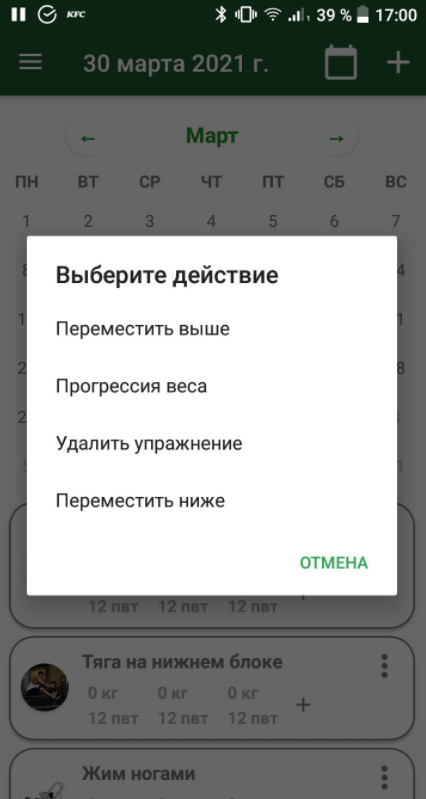 KFC 39 % 17:00
30 марта 2021 г. +
← Март →
ПН ВТ СР ЧТ ПТ СБ ВС
1 2 3 4 5 6 7
Выберите действие
Переместить выше
Прогрессия веса
Удалить упражнение
Переместить ниже
ОТМЕНА
12 пвт 12 пвт 12 пвт
Тяга на нижнем блоке
0 кг 0 кг 0 кг
12 пвт 12 пвт 12 пвт +
Жим ногами